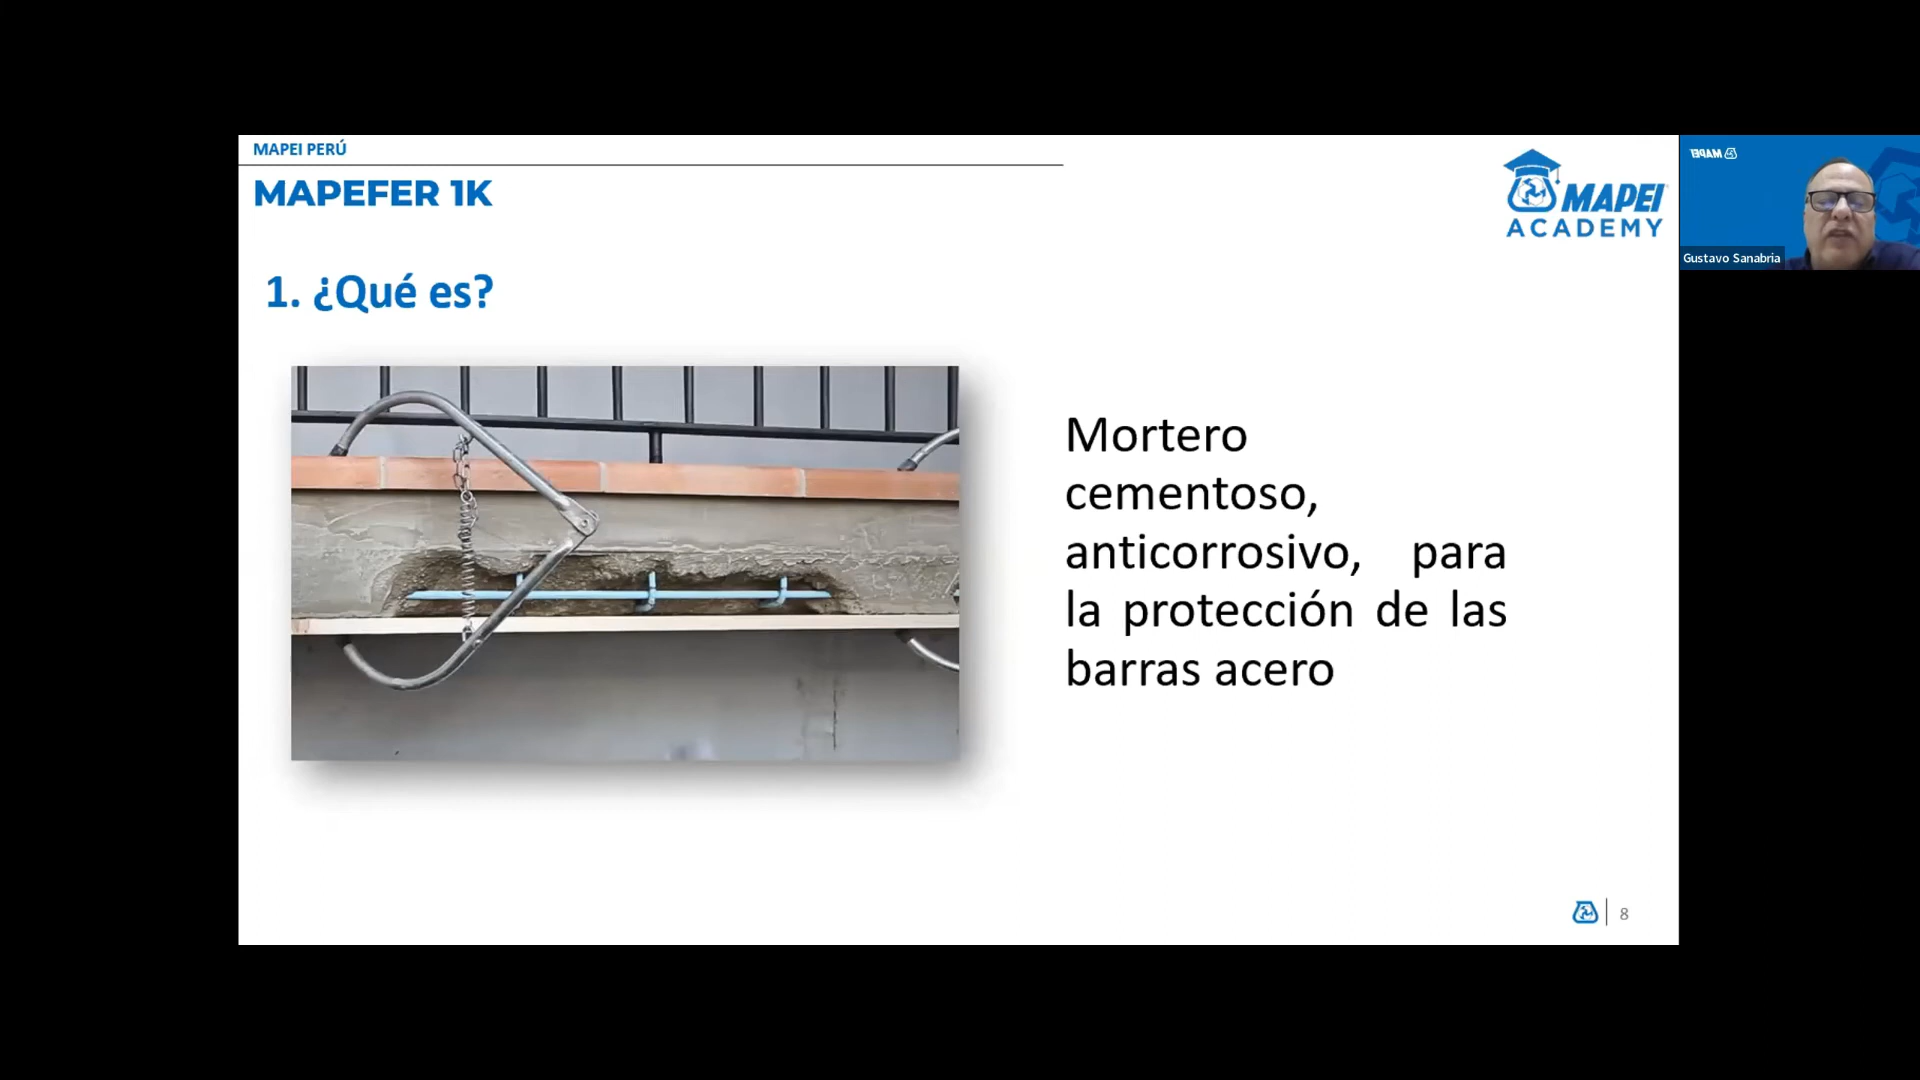 MAPEI PERÚ
MAPEFER 1K
MAPEI
ACADEMY
MAPEI
Gustavo Sanabria
1. ¿Qué es?
Mortero
cementoso,
anticorrosivo, para
la protección de las
barras acero
8